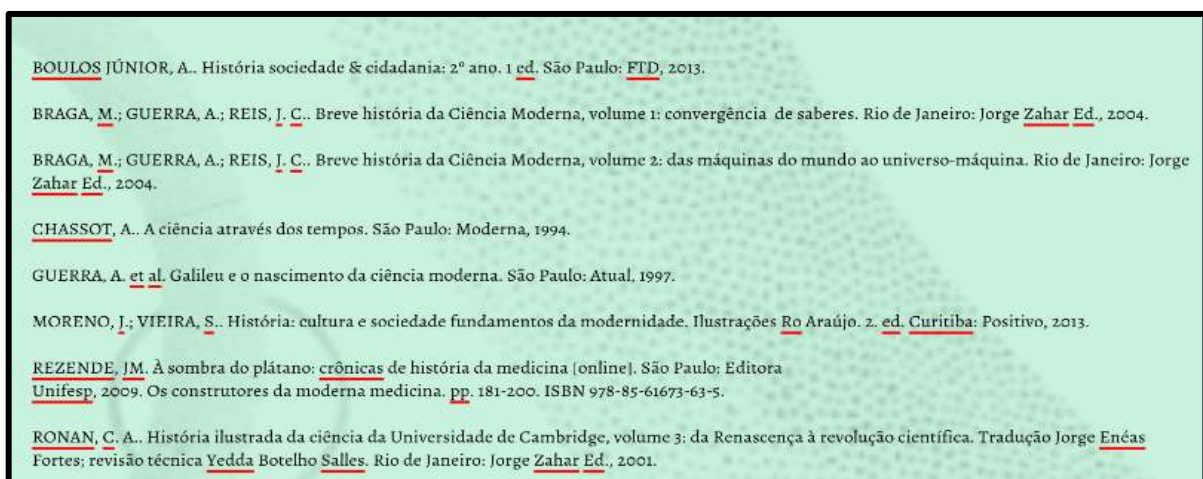 BOULOS JÚNIOR, A.. História sociedade & cidadania: 2º ano. 1 ed. São Paulo: FTD, 2013.
BRAGA, M.; GUERRA, A.; REIS, J. C.. Breve história da Ciência Moderna, volume 1: convergência de saberes. Rio de Janeiro: Jorge Zahar Ed., 2004.
BRAGA, M.; GUERRA, A.; REIS, J. C.. Breve história da Ciência Moderna, volume 2: das máquinas do mundo ao universo-máquina. Rio de Janeiro: Jorge
Zahar Ed., 2004.
CHASSOT, A.. A ciência através dos tempos. São Paulo: Moderna, 1994.
GUERRA, A. et al. Galileu e o nascimento da ciência moderna. São Paulo: Atual, 1997.
MORENO, J.; VIEIRA, S.. História: cultura e sociedade fundamentos da modernidade. Ilustrações Ro Araújo. 2. ed. Curitiba: Positivo, 2013.
REZENDE, JM. À sombra do plátano: crônicas de história da medicina [online]. São Paulo: Editora
Unifesp, 2009. Os construtores da moderna medicina. pp. 181-200. ISBN 978-85-61673-63-5.
RONAN, C. A.. História ilustrada da ciência da Universidade de Cambridge, volume 3: da Renascença à revolução científica. Tradução Jorge Enéas
Fortes; revisão técnica Yedda Botelho Salles. Rio de Janeiro: Jorge Zahar Ed., 2001.